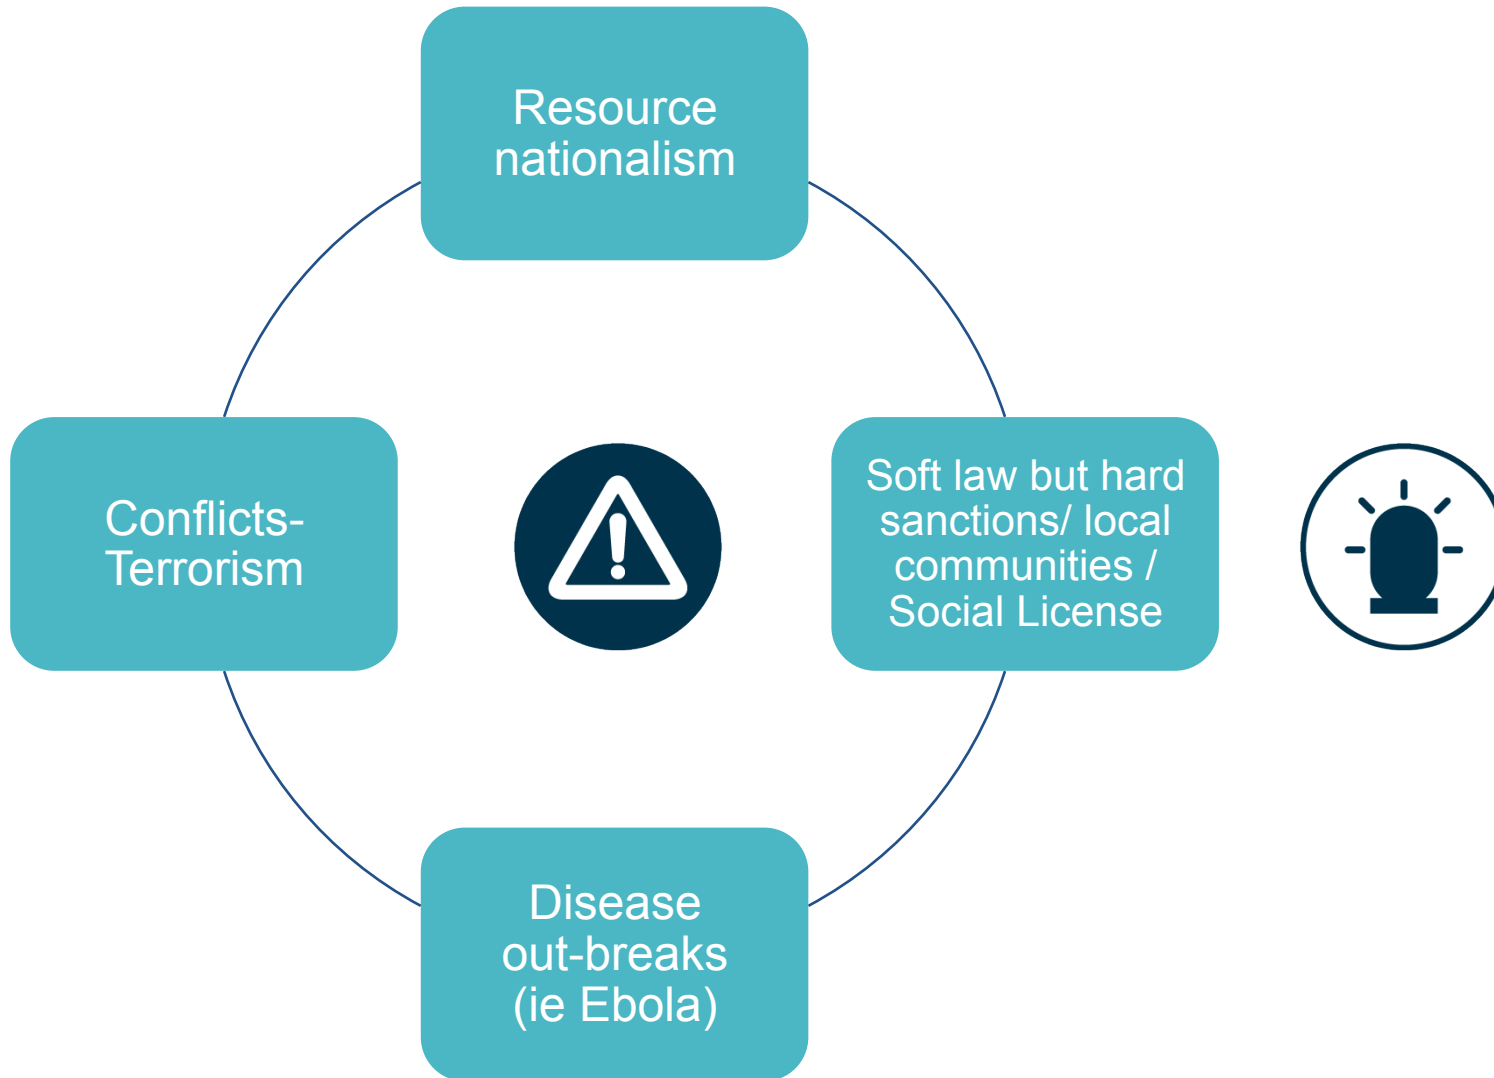 Resource
nationalism
Conflicts-
Terrorism
Soft law but hard
sanctions/ local
communities /
Social License
Disease
out-breaks
(ie Ebola)